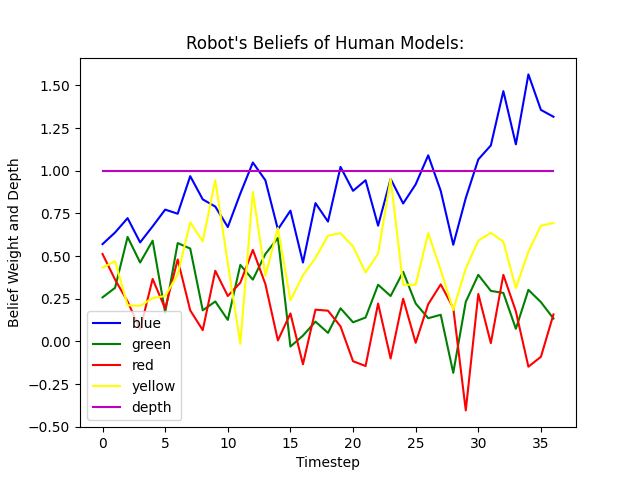 Robot's Beliefs of Human Models:
Belief Weight and Depth
1.50
1.25
1.00
0.75
0.50
0.25
0.00
−0.25
−0.50
blue
green
red
yellow
depth
0 5 10 15 20 25 30 35
Timestep